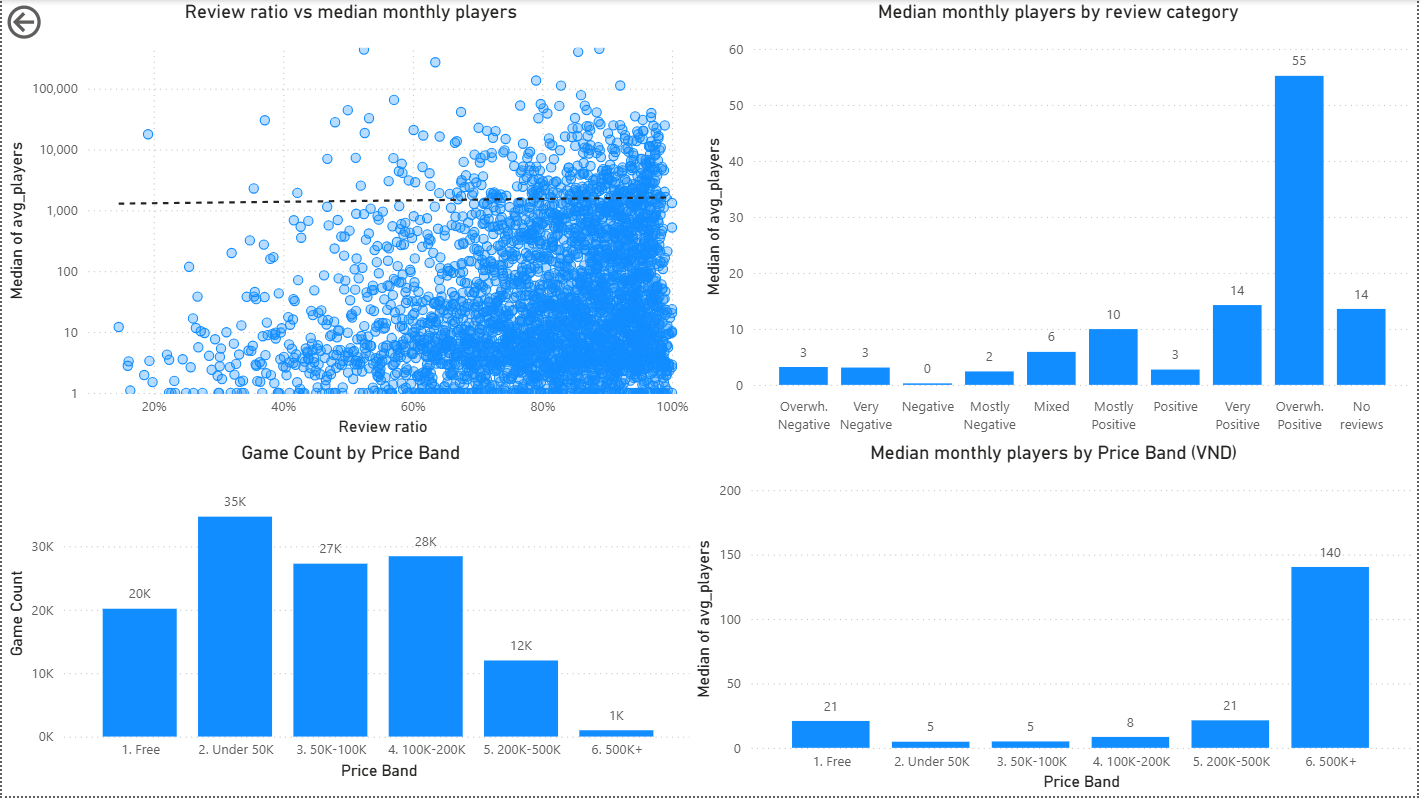 Review ratio vs median monthly players
Median of avg_players
100,000
10,000
1,000
100
10
1
20%
40%
60%
80%
100%
Review ratio
Median monthly players by review category
Median of avg_players
60
50
40
30
20
10
0
3
3
0
2
6
10
3
14
55
14
Overwh.
Negative
Very
Negative
Negative
Mostly
Negative
Mixed
Mostly
Positive
Positive
Very
Positive
Overwh.
Positive
No
reviews
Game Count by Price Band
Game Count
30K
20K
10K
0K
20K
35K
27K
28K
12K
1K
1. Free
2. Under 50K
3. 50K-100K
4. 100K-200K
5. 200K-500K
6. 500K+
Price Band
Median monthly players by Price Band (VND)
Median of avg_players
200
150
100
50
0
21
5
5
8
21
140
1. Free
2. Under 50K
3. 50K-100K
4. 100K-200K
5. 200K-500K
6. 500K+
Price Band